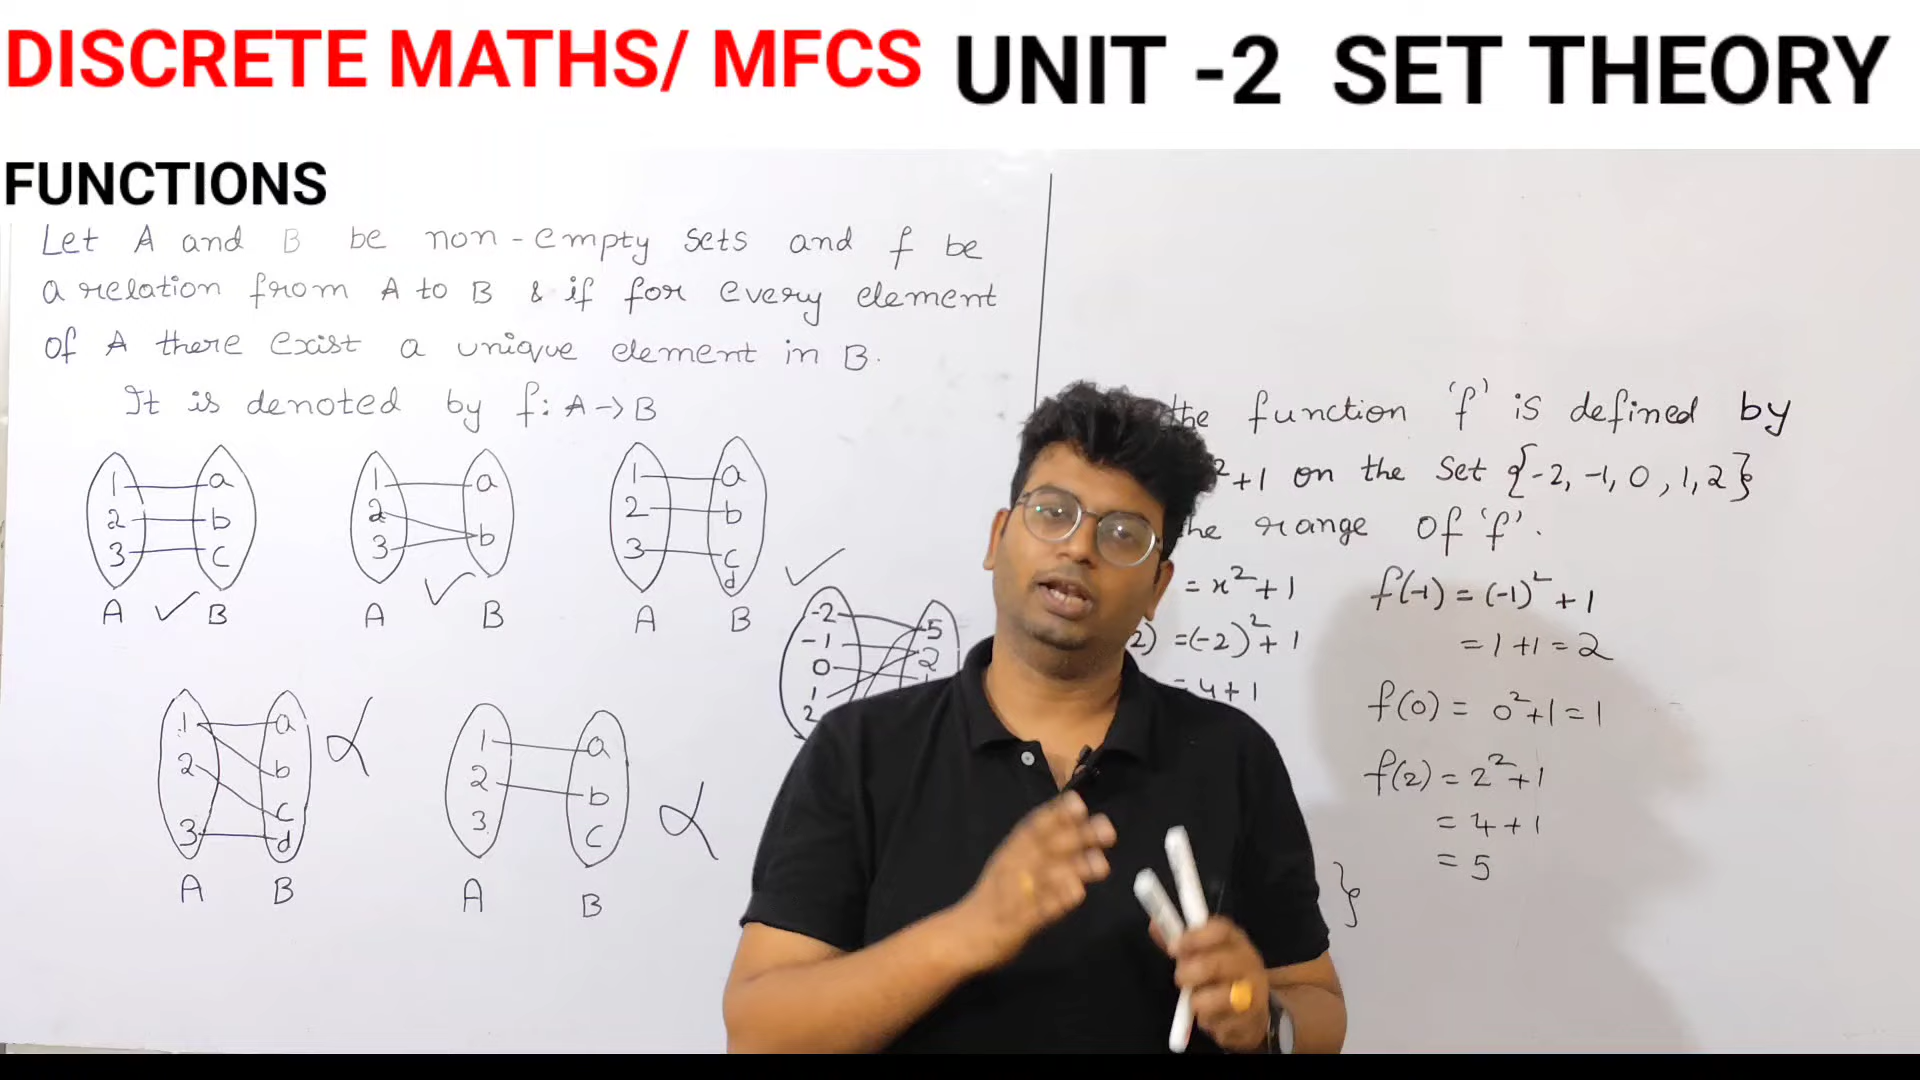 DISCRETE MATHS/ MFCS UNIT -2 SET THEORY
FUNCTIONS
Let A and B be non-empty sets and f be
a relation from A to B & if for every element
of A there exist a unique element in B.
It is denoted by f: A → B
1 a
2 b
3 c
A ✓ B
1 a
2 b
3
A ✓ B
1 a
2 b
3 c
d
A B ✓
1 a
2 b
c
3 d
A B
1 a
2 b
3 c
A B
-2 5
-1 2
0
1
2
the function 'f' is defined by
²+1 on the set {-2, -1, 0, 1, 2}
the range of 'f'.
= x²+1
2) = (-2)²+1
= 4+1
f(-1) = (-1)² + 1
= 1+1 = 2
f(0) = 0²+1 = 1
f(2) = 2²+1
= 4+1
= 5
}